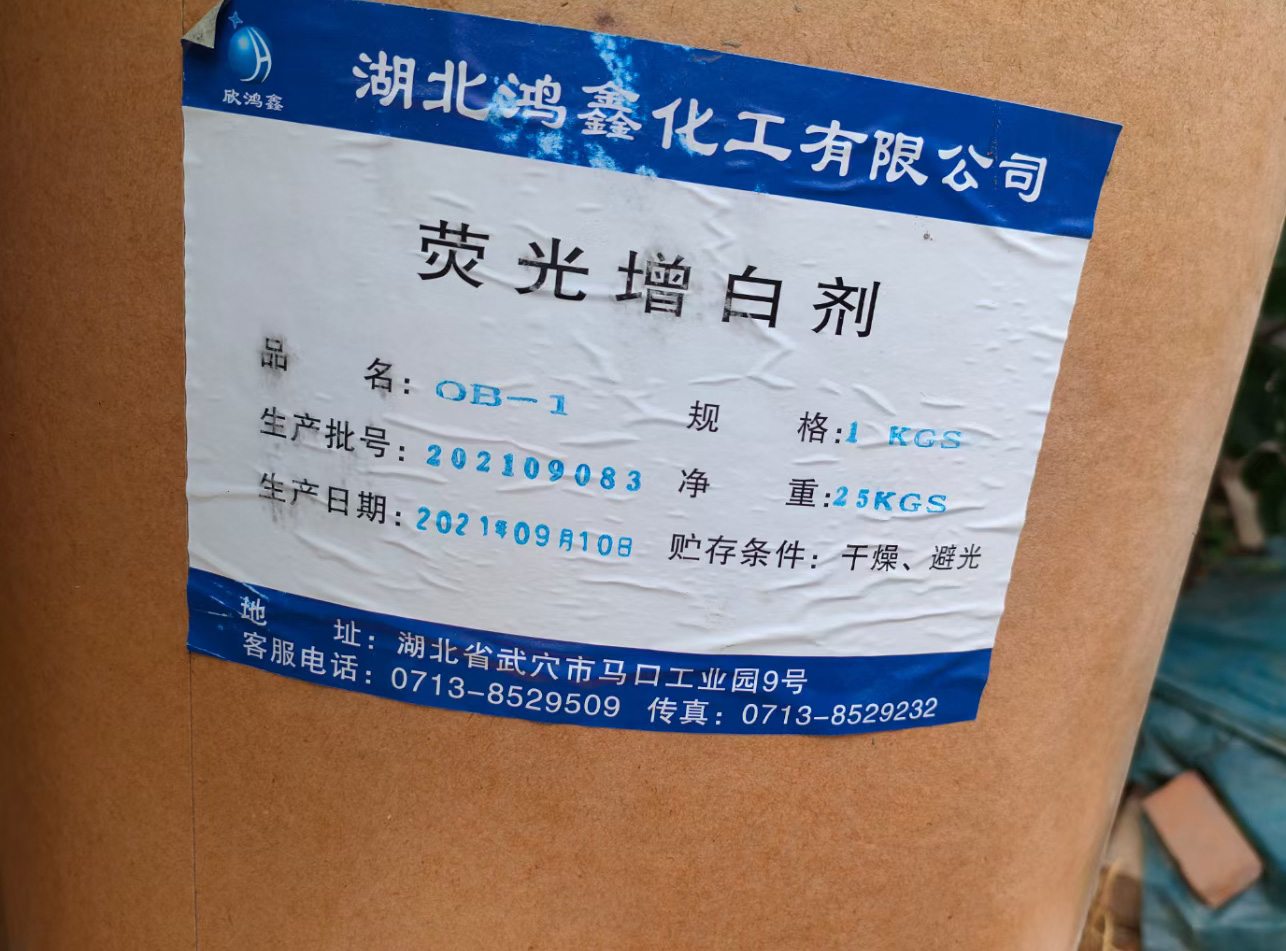 欣鸿鑫
湖北鸿鑫化工有限公司
荧光增白剂
品名：OB-1 规格：1 KGS
生产批号：202109083 净重：25KGS
生产日期：2021年09月10日 贮存条件：干燥、避光
地址：湖北省武穴市马口工业园9号
客服电话：0713-8529509 传真：0713-8529232